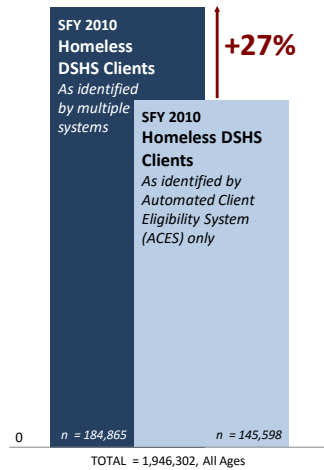 SFY 2010
Homeless
DSHS Clients
As identified
by multiple
systems
+27%
SFY 2010
Homeless DSHS
Clients
As identified by
Automated Client
Eligibility System
(ACES) only
0
n = 184,865
n = 145,598
TOTAL = 1,946,302, All Ages